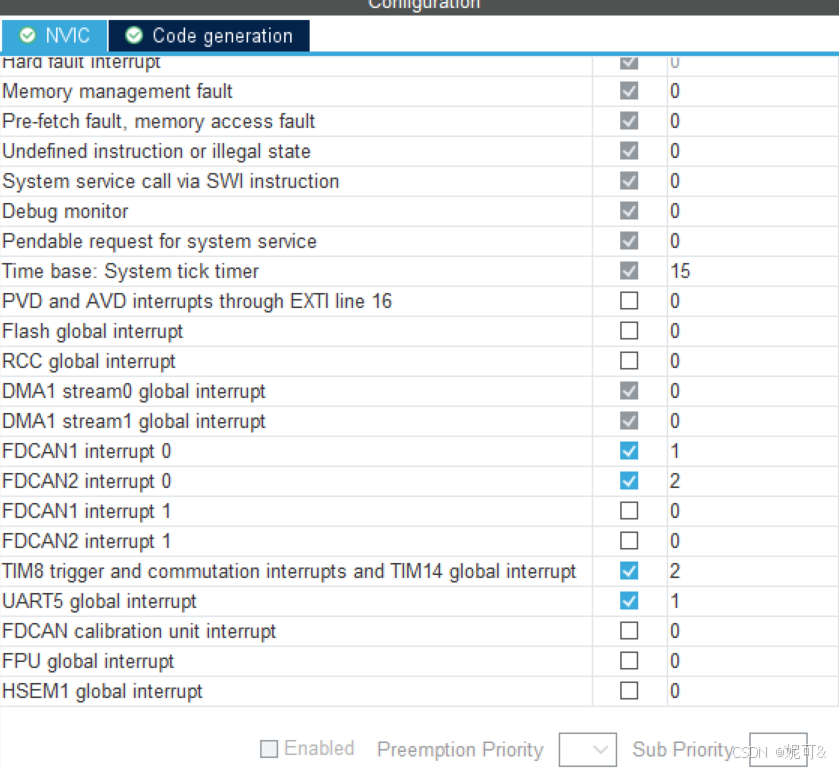 Configuration
NVIC Code generation
Hard fault interrupt 0
Memory management fault 0
Pre-fetch fault, memory access fault 0
Undefined instruction or illegal state 0
System service call via SWI instruction 0
Debug monitor 0
Pendable request for system service 0
Time base: System tick timer 15
PVD and AVD interrupts through EXTI line 16 0
Flash global interrupt 0
RCC global interrupt 0
DMA1 stream0 global interrupt 0
DMA1 stream1 global interrupt 0
FDCAN1 interrupt 0 1
FDCAN2 interrupt 0 2
FDCAN1 interrupt 1 0
FDCAN2 interrupt 1 0
TIM8 trigger and commutation interrupts and TIM14 global interrupt 2
UART5 global interrupt 1
FDCAN calibration unit interrupt 0
FPU global interrupt 0
HSEM1 global interrupt 0
Enabled Preemption Priority Sub Priority
CSDN @妮可&